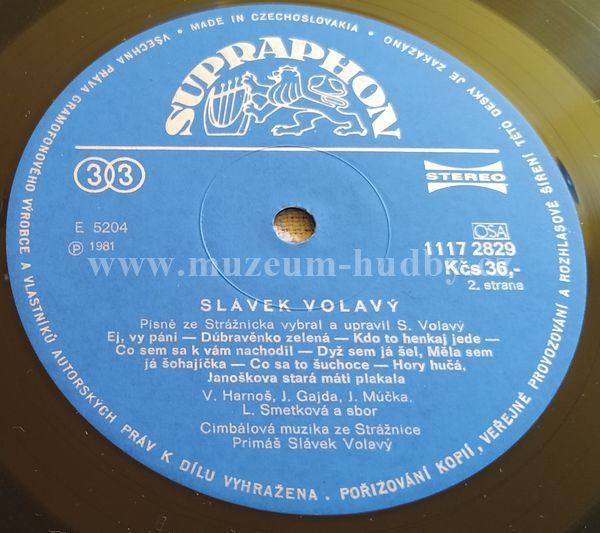 VŠECHNA PRÁVA GRAMOFONOVÉHO VÝROBCE A VLASTNÍKŮ AUTORSKÝCH PRÁV K DÍLU VYHRAŽENA. POŘIZOVÁNÍ KOPIÍ, VEŘEJNÉ PROVOZOVÁNÍ A ROZHLASOVÉ ŠÍŘENÍ TÉTO DESKY JE ZAKÁZÁNO
• MADE IN CZECHOSLOVAKIA •
SUPRAPHON
33
STEREO
E 5204
OSA
Ⓟ 1981
1117 2829
Kčs 36,-
2. strana
www.muzeum-hudby.cz
SLÁVEK VOLAVÝ
Písně ze Strážnicka vybral a upravil S. Volavý
Ej, vy páni — Dúbravěnko zelená — Kdo to henkaj jede —
Co sem sa k vám nachodil — Dyž sem já šel, Měla sem
já šohajíčka — Co sa to šuchoce — Hory hučá,
Janoškova stará máti plakala
V. Harnoš, J. Gajda, J. Múčka,
L. Smetková a sbor
Cimbálová muzika ze Strážnice
Primáš Slávek Volavý